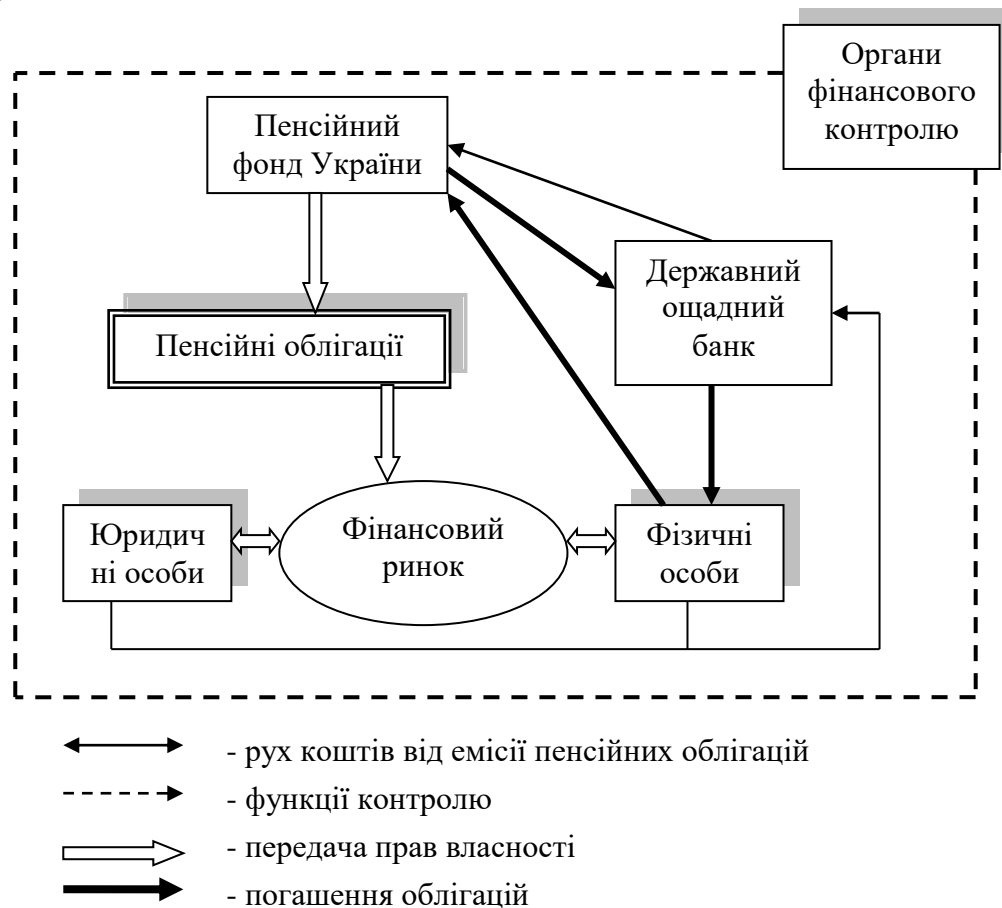 Органи
фінансового
контролю
Пенсійний
фонд України
Державний
ощадний
банк
Пенсійні облігації
Юридич
ні особи
Фінансовий
ринок
Фізичні
особи
- рух коштів від емісії пенсійних облігацій
- функції контролю
- передача прав власності
- погашення облігацій